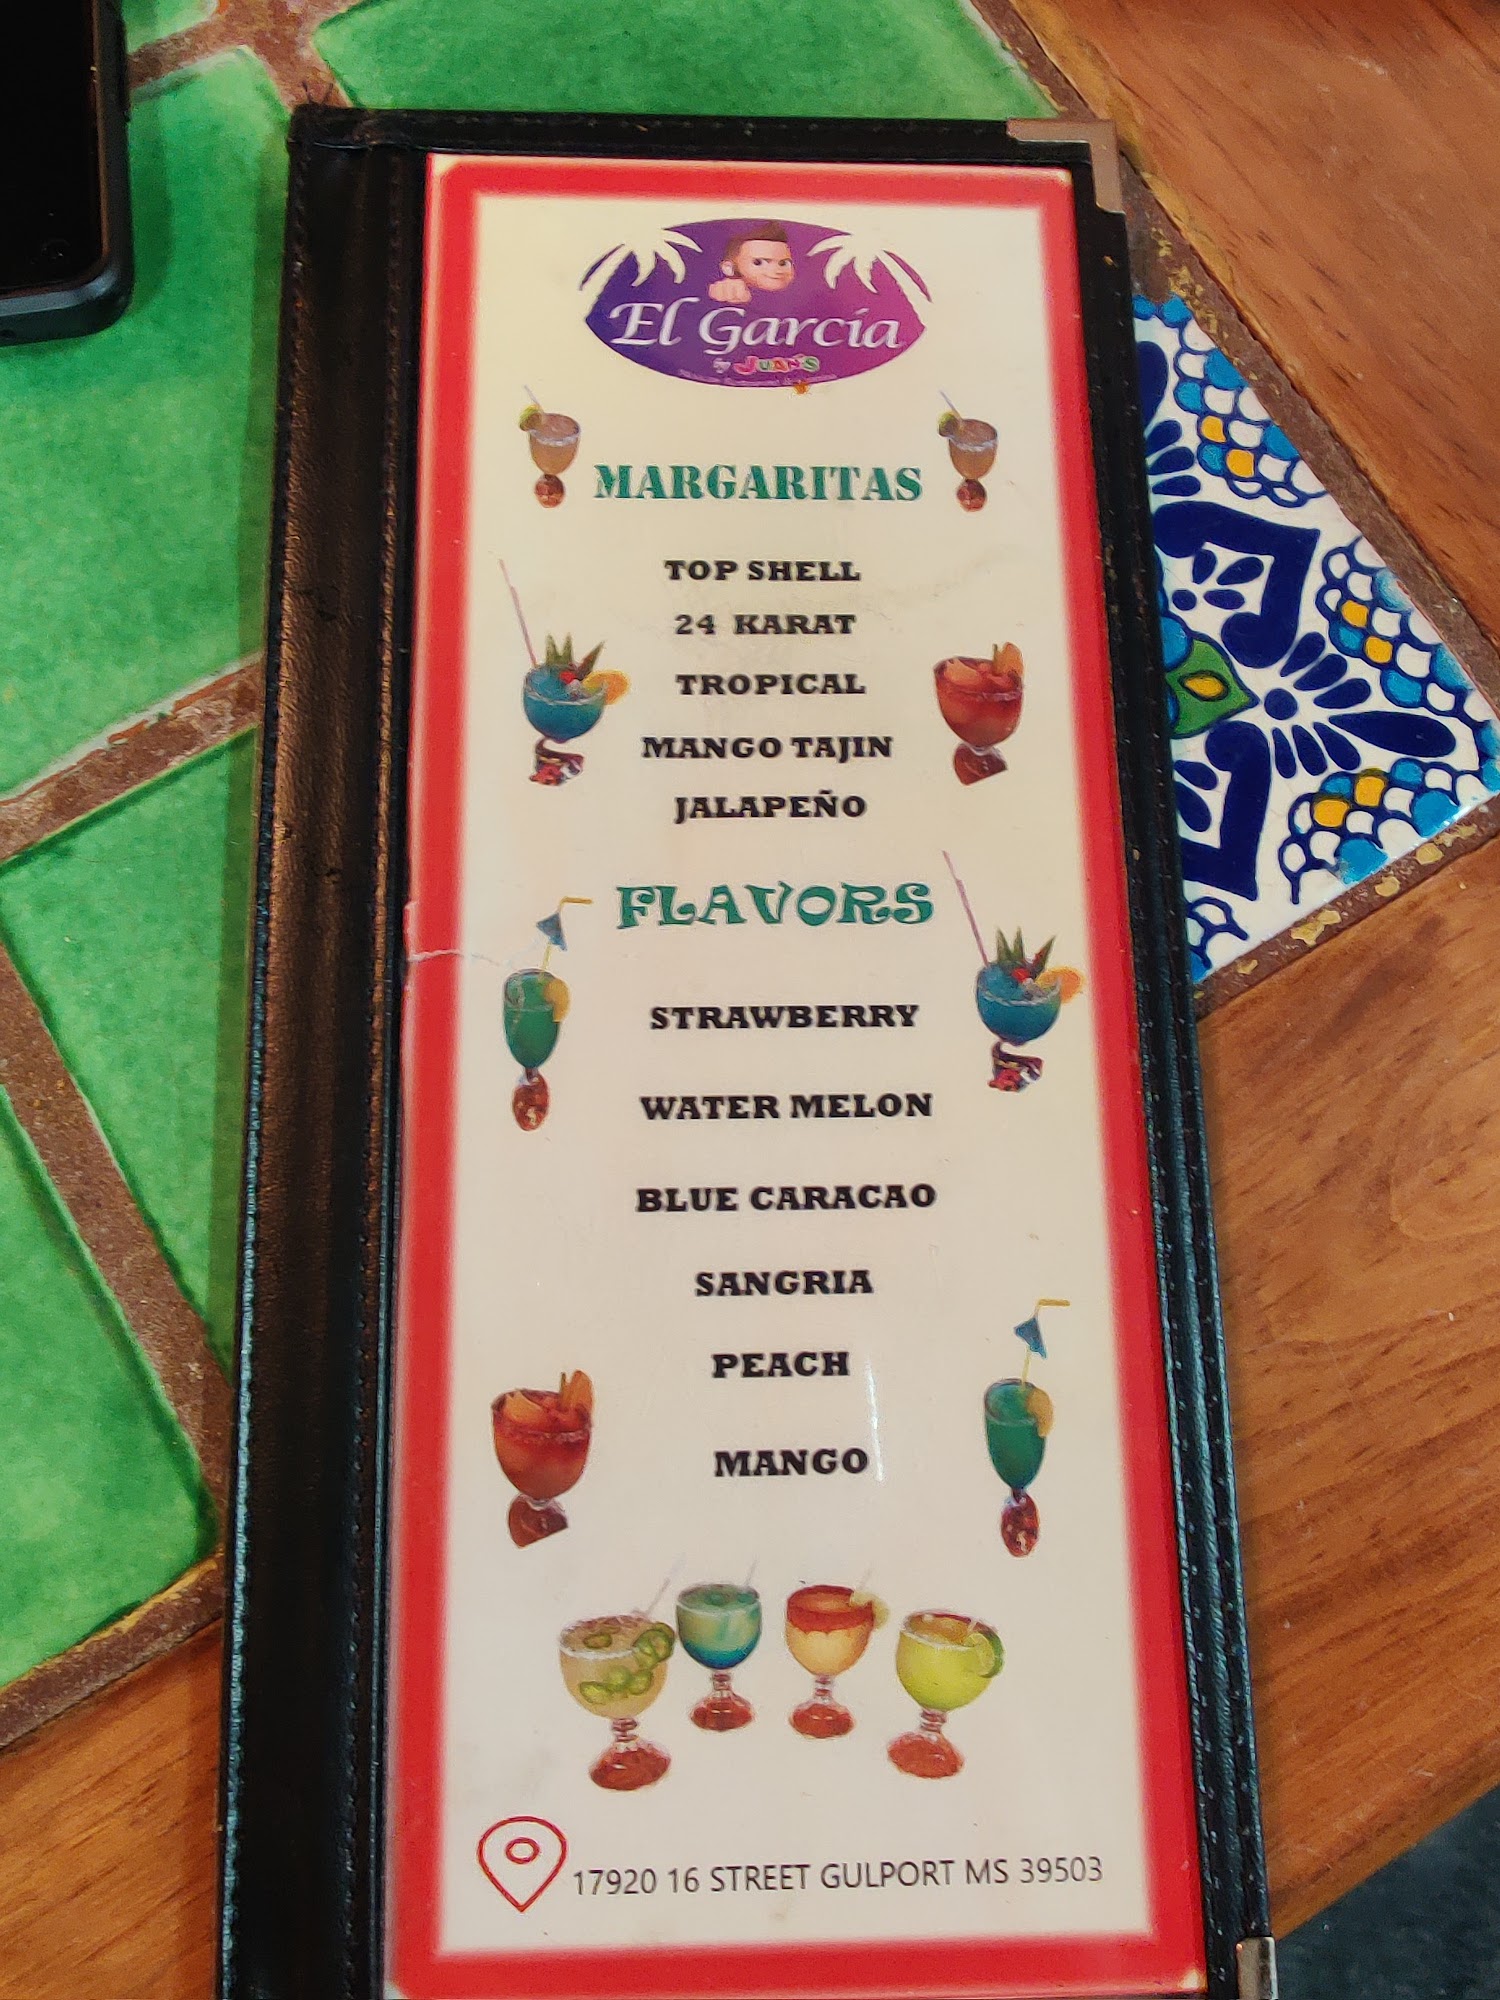 El Garcia
by JUAN'S
MARGARITAS
TOP SHELL
24 KARAT
TROPICAL
MANGO TAJIN
JALAPEÑO
FLAVORS
STRAWBERRY
WATER MELON
BLUE CARACAO
SANGRIA
PEACH
MANGO
17920 16 STREET GULPORT MS 39503